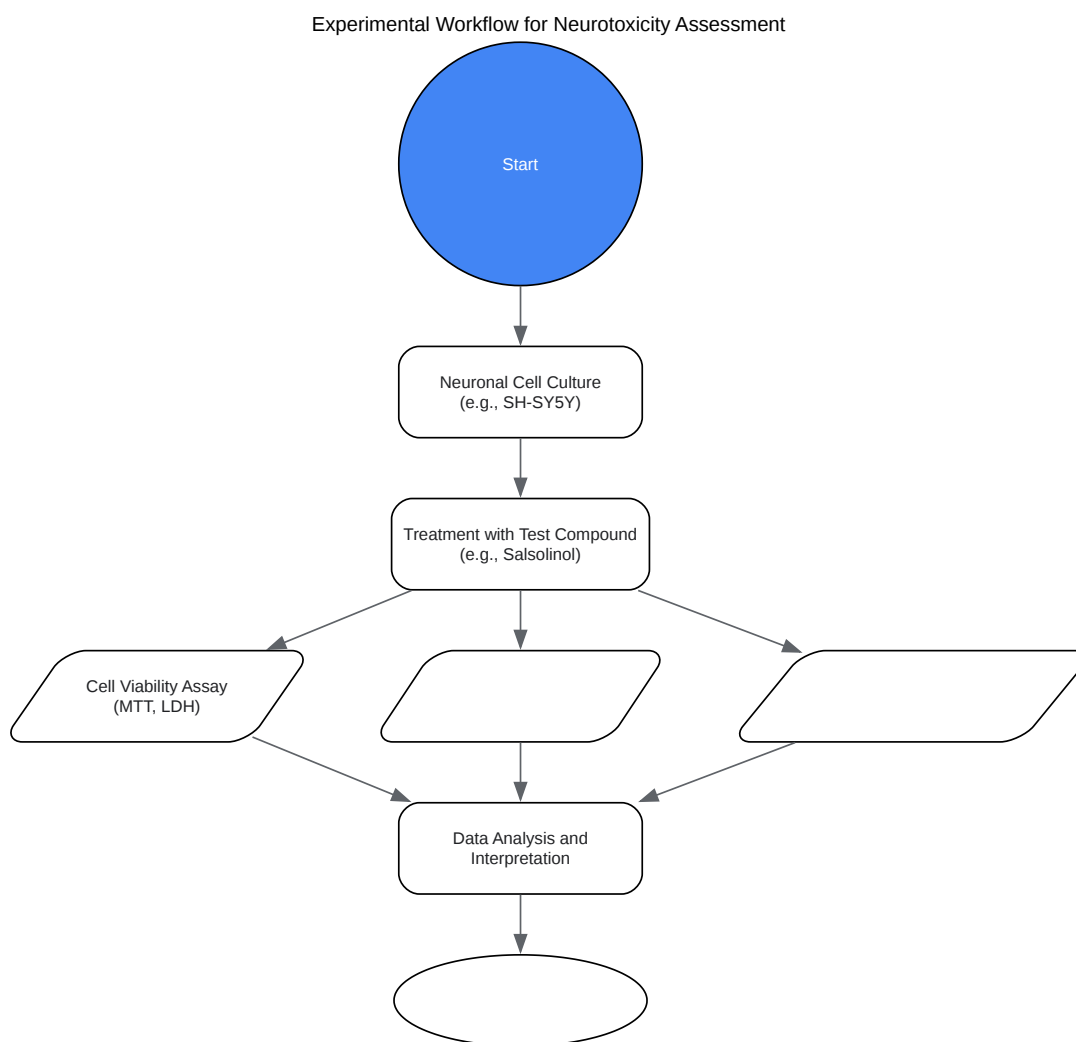 Experimental Workflow for Neurotoxicity Assessment
Start
Neuronal Cell Culture
(e.g., SH-SY5Y)
Treatment with Test Compound
(e.g., Salsolinol)
Cell Viability Assay
(MTT, LDH)
Data Analysis and
Interpretation